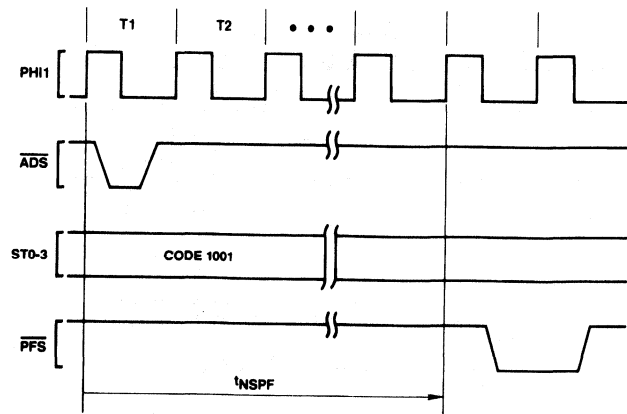 T1 T2 • • •
PHI1
ADS
ST0-3 CODE 1001
PFS
tNSPF